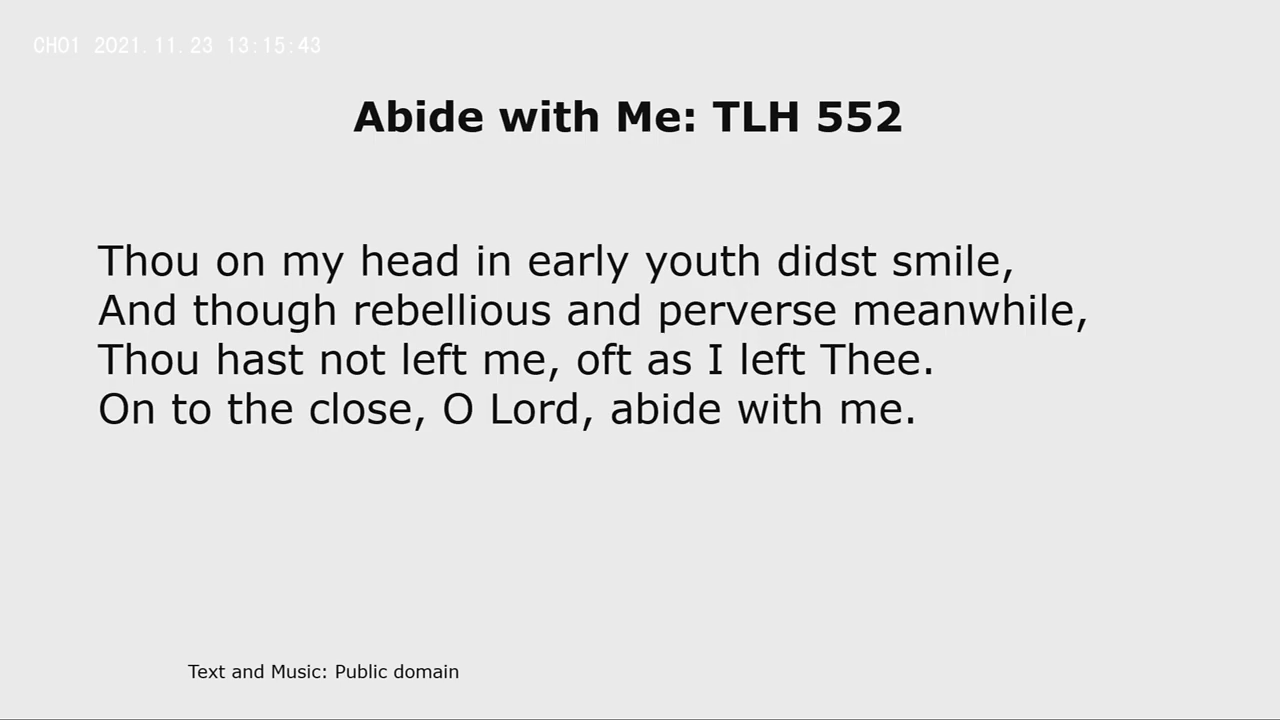 CH01 2021.11.23 13:15:43
Abide with Me: TLH 552
Thou on my head in early youth didst smile,
And though rebellious and perverse meanwhile,
Thou hast not left me, oft as I left Thee.
On to the close, O Lord, abide with me.
Text and Music: Public domain